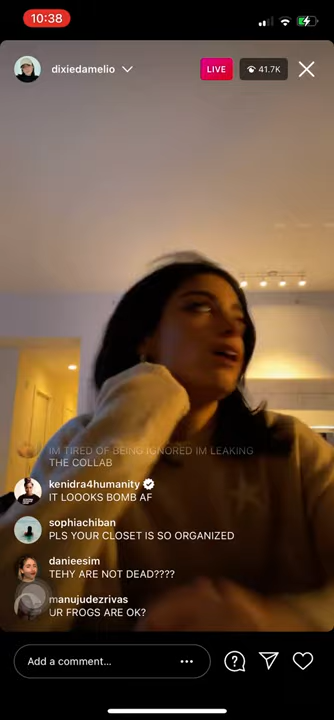 10:38
dixiedamelio
LIVE
41.7K
IM TIRED OF BEING IGNORED IM LEAKING
THE COLLAB
kenidra4humanity
IT LOOOKS BOMB AF
sophiachiban
PLS YOUR CLOSET IS SO ORGANIZED
danieesim
TEHY ARE NOT DEAD????
manujudezrivas
UR FROGS ARE OK?
Add a comment...